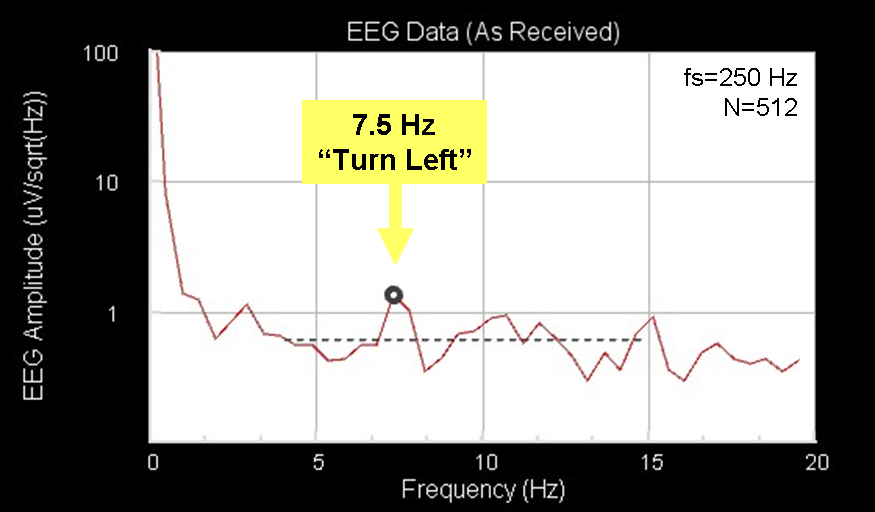 EEG Data (As Received)
EEG Amplitude (uV/sqrt(Hz))
100
10
1
fs=250 Hz
N=512
7.5 Hz
“Turn Left”
0
5
10
15
20
Frequency (Hz)